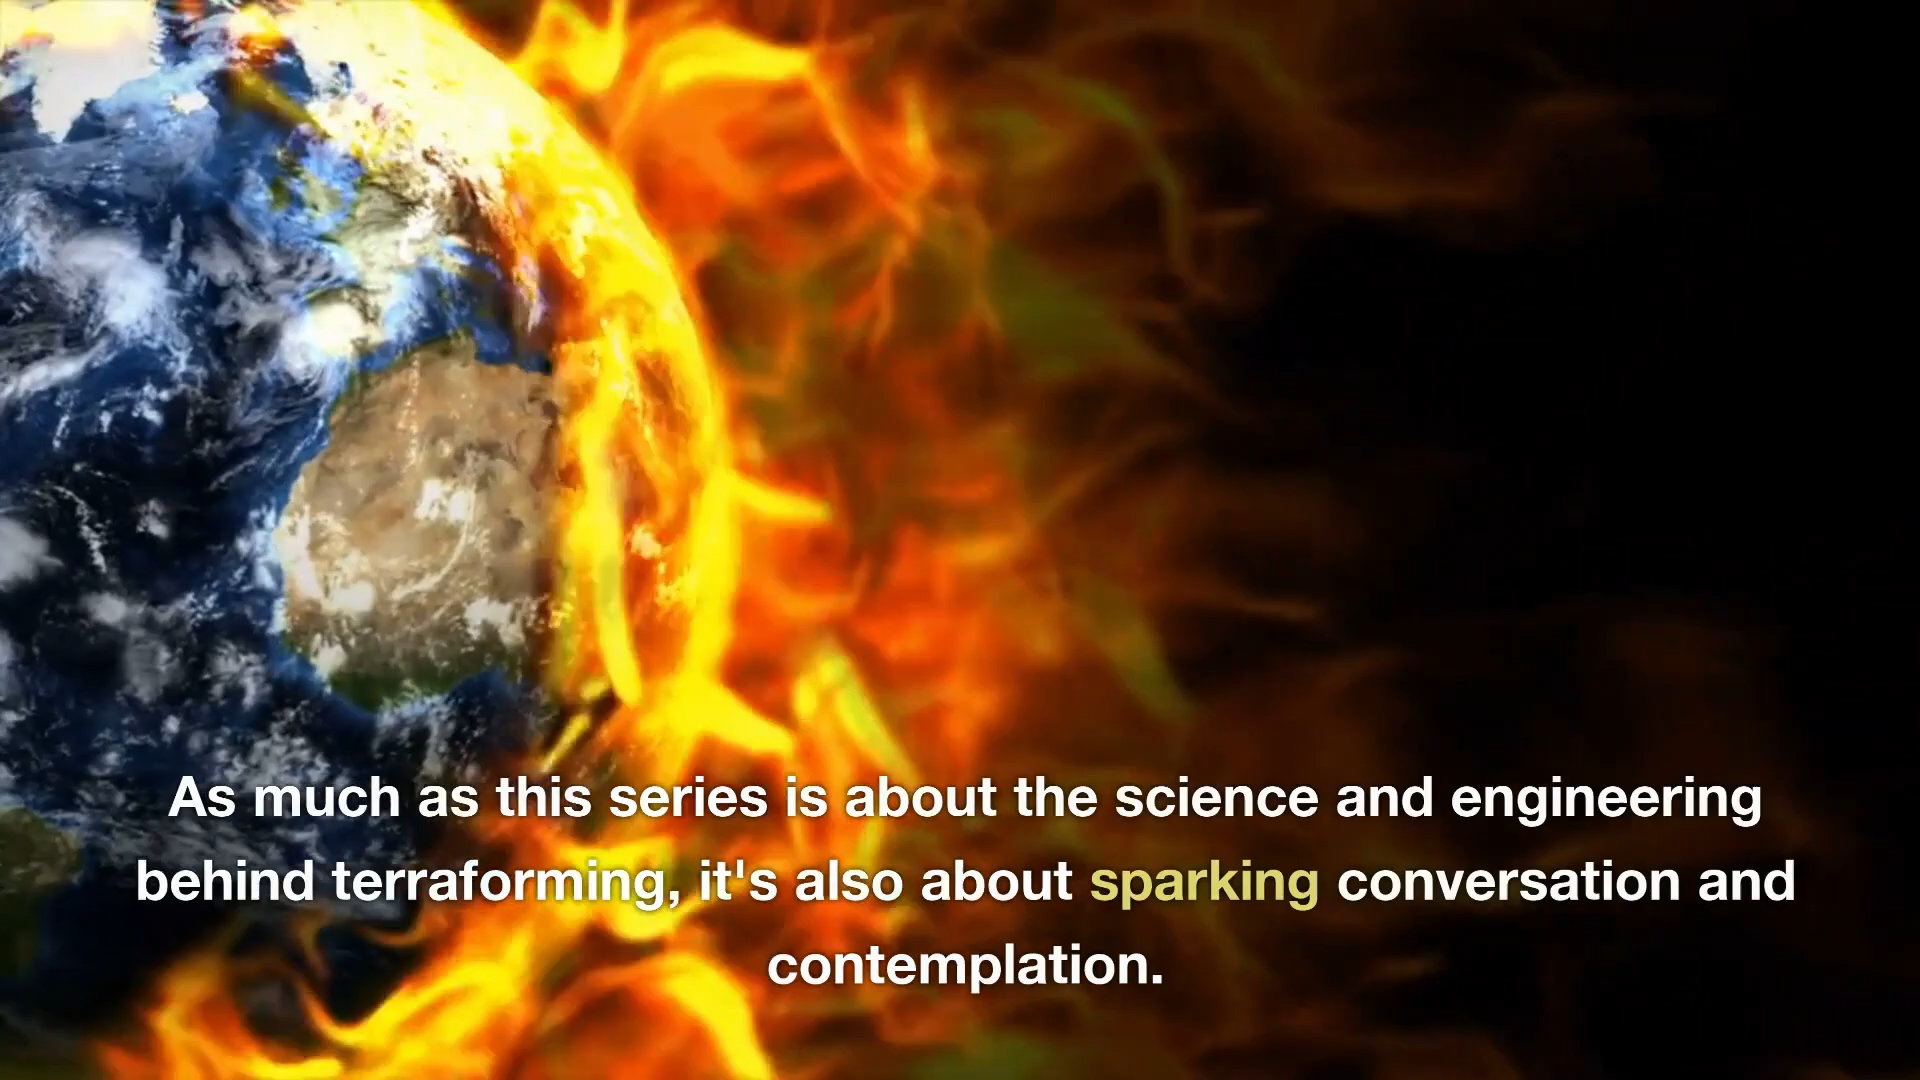 As much as this series is about the science and engineering
behind terraforming, it's also about sparking conversation and
contemplation.